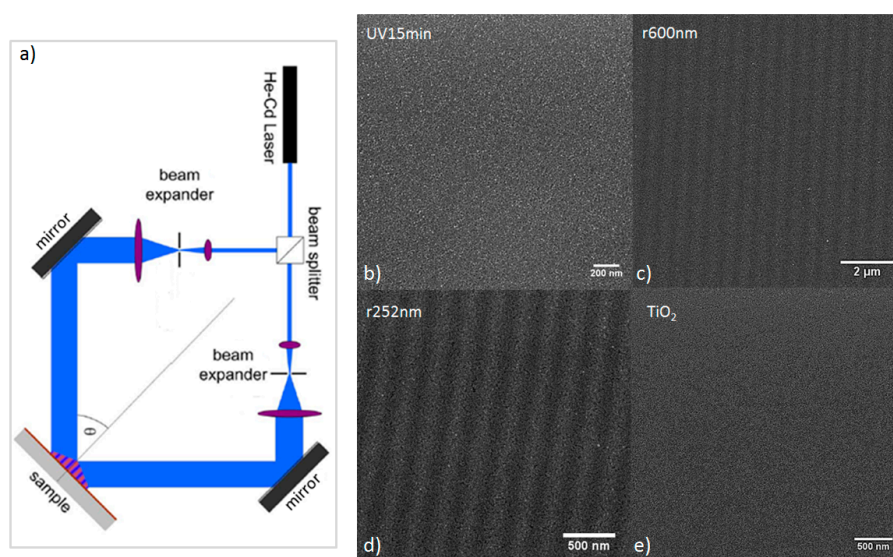 a)
He-Cd Laser
beam
expander
mirror
beam splitter
beam
expander
θ
sample
mirror
UV15min
b)
200 nm
r600nm
c)
2 μm
r252nm
d)
500 nm
TiO₂
e)
500 nm